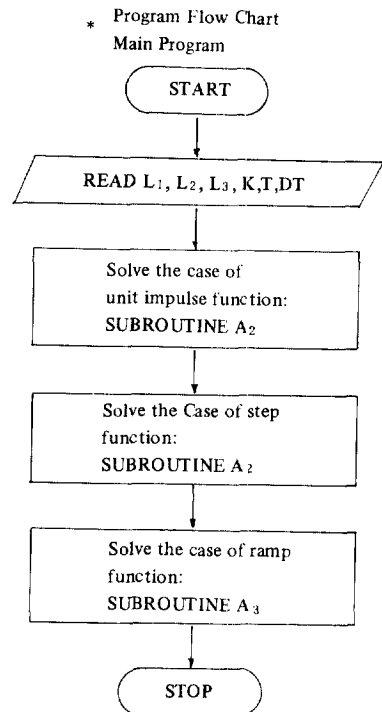 * Program Flow Chart
Main Program
START
READ L₁, L₂, L₃, K,T,DT
Solve the case of
unit impulse function:
SUBROUTINE A₂
Solve the Case of step
function:
SUBROUTINE A₂
Solve the case of ramp
function:
SUBROUTINE A₃
STOP